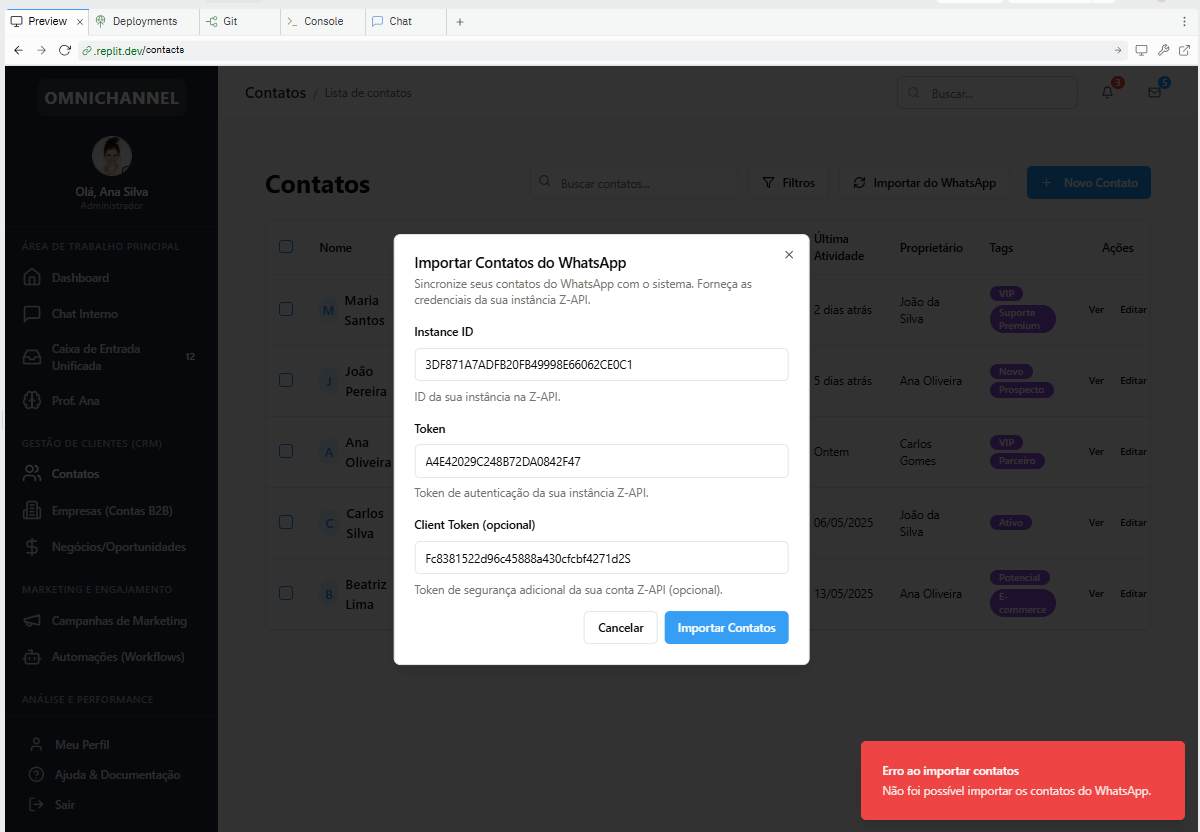 Preview
Deployments
Git
Console
Chat
.replit.dev/contacts
OMNICHANNEL
Olá, Ana Silva
Administrador
ÁREA DE TRABALHO PRINCIPAL
Dashboard
Chat Interno
Caixa de Entrada
Unificada
12
Prof. Ana
GESTÃO DE CLIENTES (CRM)
Contatos
Empresas (Contas B2B)
Negócios/Oportunidades
MARKETING E ENGAJAMENTO
Campanhas de Marketing
Automações (Workflows)
ANÁLISE E PERFORMANCE
Meu Perfil
Ajuda & Documentação
Sair
Contatos / Lista de contatos
Buscar...
3
5
Contatos
Buscar contatos...
Filtros
Importar do WhatsApp
+ Novo Contato
Nome
Última
Atividade
Proprietário
Tags
Ações
M
Maria
Santos
2 dias atrás
João da
Silva
VIP
Suporte
Premium
Ver
Editar
J
João
Pereira
5 dias atrás
Ana Oliveira
Novo
Prospecto
Ver
Editar
A
Ana
Oliveira
Ontem
Carlos
Gomes
VIP
Parceiro
Ver
Editar
C
Carlos
Silva
06/05/2025
João da
Silva
Ativo
Ver
Editar
B
Beatriz
Lima
13/05/2025
Ana Oliveira
Potencial
E-
commerce
Ver
Editar
Importar Contatos do WhatsApp
Sincronize seus contatos do WhatsApp com o sistema. Forneça as
credenciais da sua instância Z-API.
Instance ID
3DF871A7ADFB20FB49998E66062CE0C1
ID da sua instância na Z-API.
Token
A4E42029C248B72DA0842F47
Token de autenticação da sua instância Z-API.
Client Token (opcional)
Fc8381522d96c45888a430cfcbf4271d2S
Token de segurança adicional da sua conta Z-API (opcional).
Cancelar
Importar Contatos
Erro ao importar contatos
Não foi possível importar os contatos do WhatsApp.